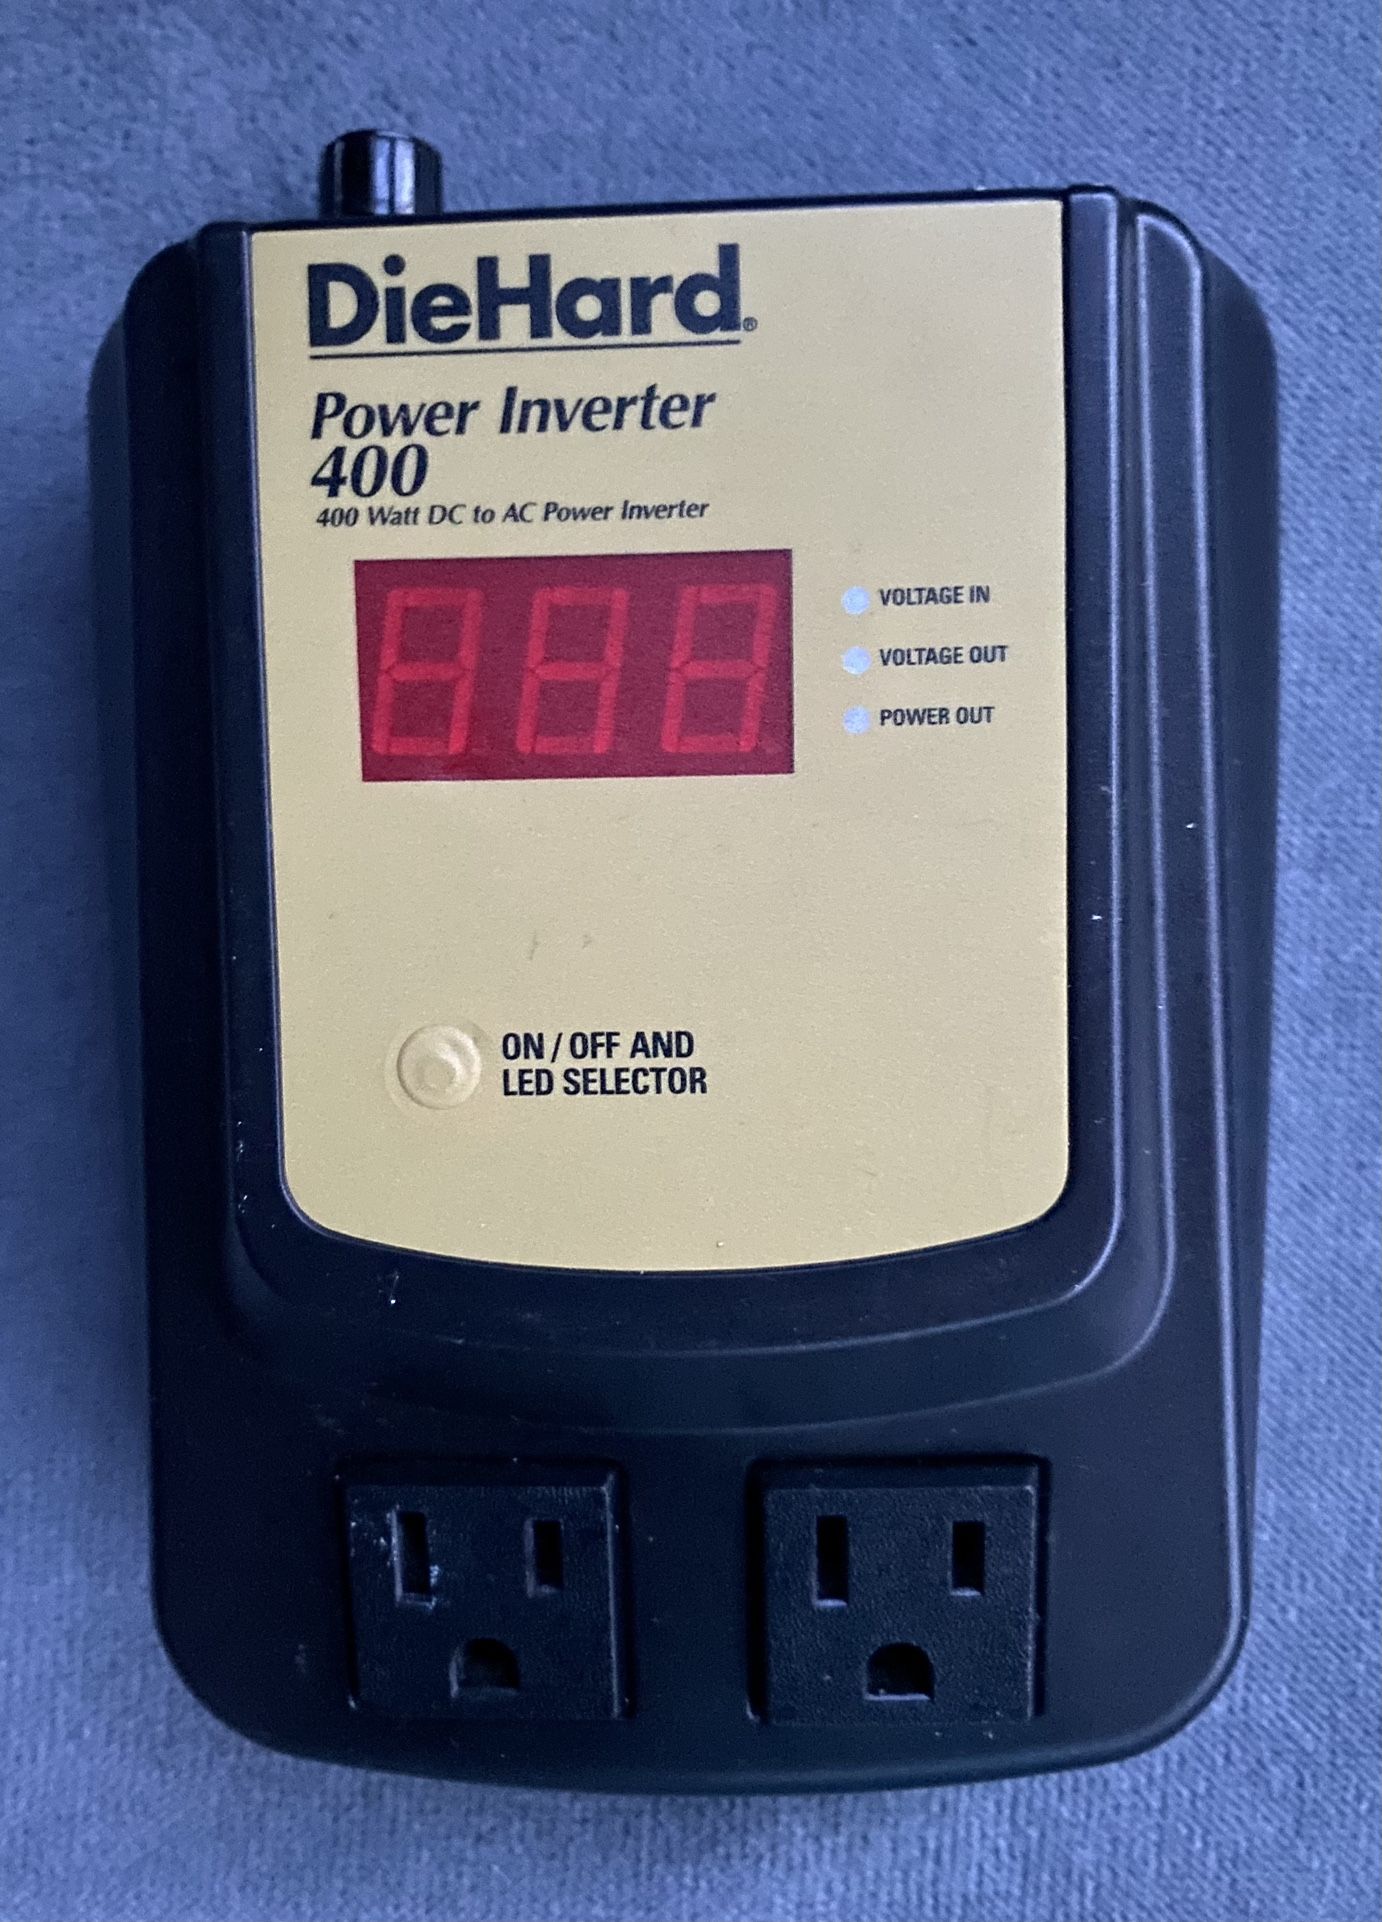 DieHard®
Power Inverter
400
400 Watt DC to AC Power Inverter
VOLTAGE IN
VOLTAGE OUT
POWER OUT
ON / OFF AND
LED SELECTOR